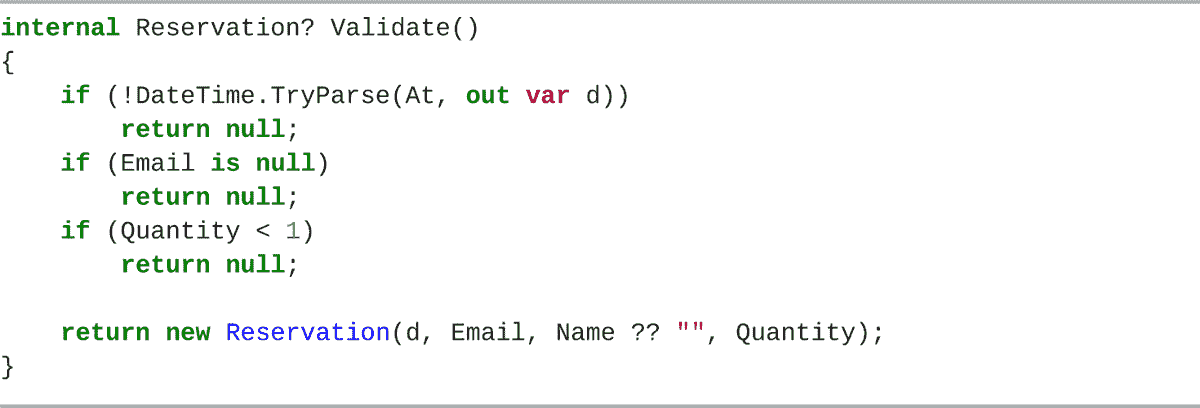 internal Reservation? Validate()
{
    if (!DateTime.TryParse(At, out var d))
        return null;
    if (Email is null)
        return null;
    if (Quantity < 1)
        return null;

    return new Reservation(d, Email, Name ?? "", Quantity);
}